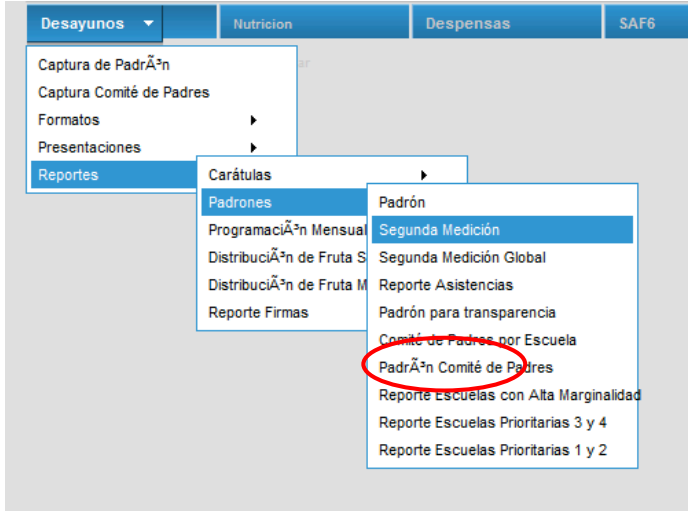 Desayunos
Nutricion
Despensas
SAF6
Captura de PadrÃ³n
ar
Captura Comité de Padres
Formatos
Presentaciones
Reportes
Carátulas
Padrones
ProgramaciÃ³n Mensual
DistribuciÃ³n de Fruta S
DistribuciÃ³n de Fruta M
Reporte Firmas
Padrón
Segunda Medición
Segunda Medición Global
Reporte Asistencias
Padrón para transparencia
Comité de Padres por Escuela
PadrÃ³n Comité de Padres
Reporte Escuelas con Alta Marginalidad
Reporte Escuelas Prioritarias 3 y 4
Reporte Escuelas Prioritarias 1 y 2